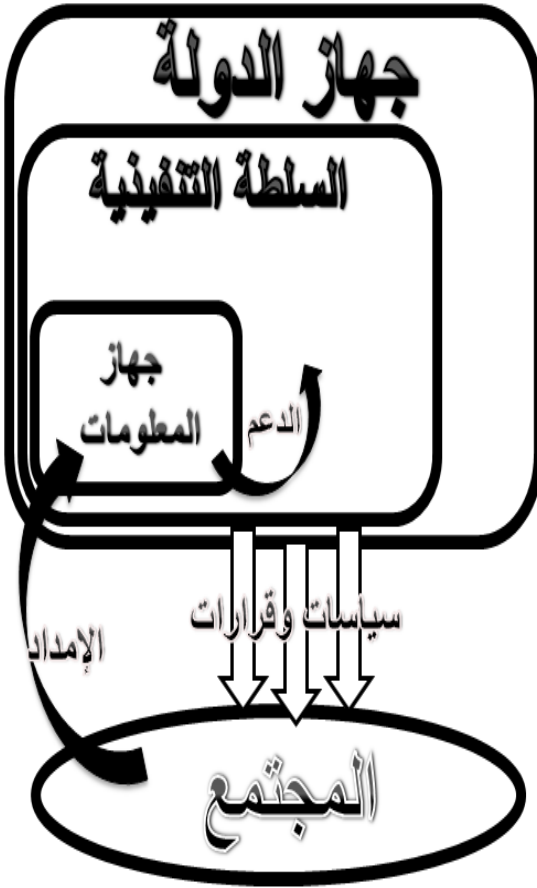 جهاز الدولة
السلطة التنفيذية
جهاز
المعلومات
الدعم
سياسات وقرارات
الإمداد
المجتمع